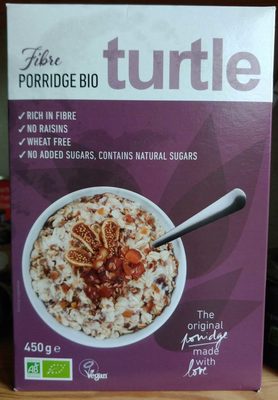 Fibre
PORRIDGE BIO
turtle
✓ RICH IN FIBRE
✓ NO RAISINS
✓ WHEAT FREE
✓ NO ADDED SUGARS, CONTAINS NATURAL SUGARS
The
original
porridge
made
with
love
450g e
AB
Vegan